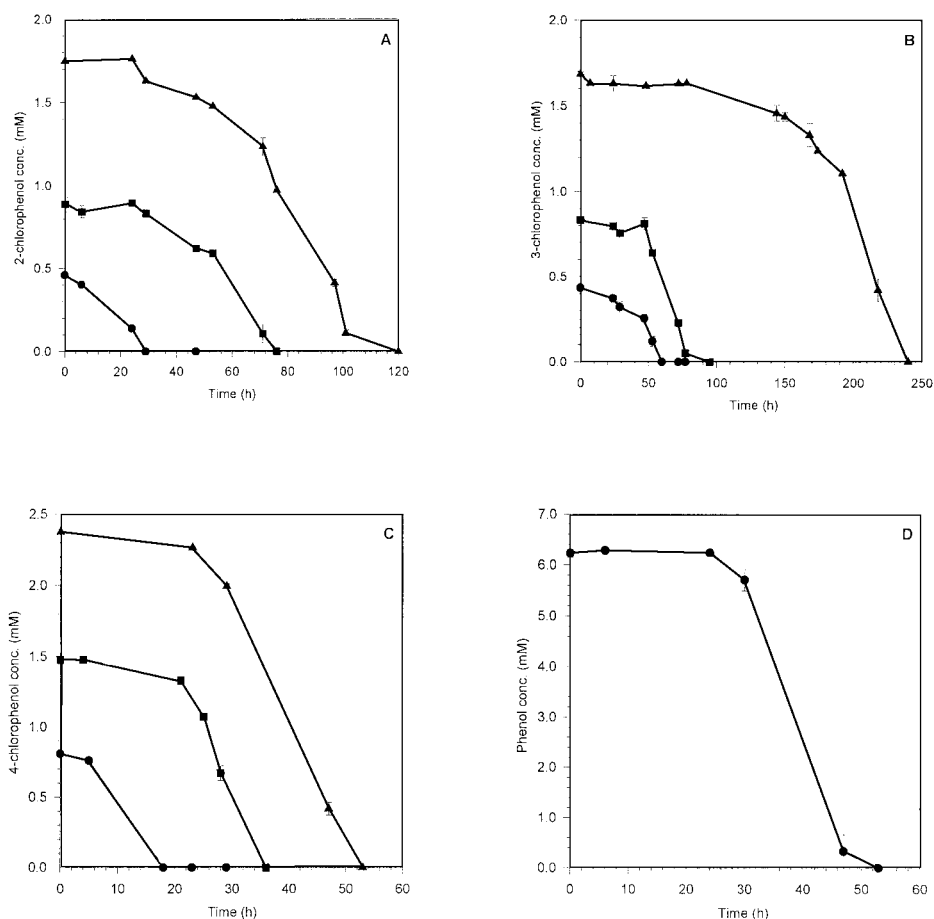 2.0
1.5
1.0
0.5
0.0
2-chlorophenol conc. (mM)
A
0 20 40 60 80 100 120
Time (h)
2.0
1.5
1.0
0.5
0.0
3-chlorophenol conc. (mM)
B
0 50 100 150 200 250
Time (h)
2.5
2.0
1.5
1.0
0.5
0.0
4-chlorophenol conc. (mM)
C
0 10 20 30 40 50 60
Time (h)
7.0
6.0
5.0
4.0
3.0
2.0
1.0
0.0
Phenol conc. (mM)
D
0 10 20 30 40 50 60
Time (h)